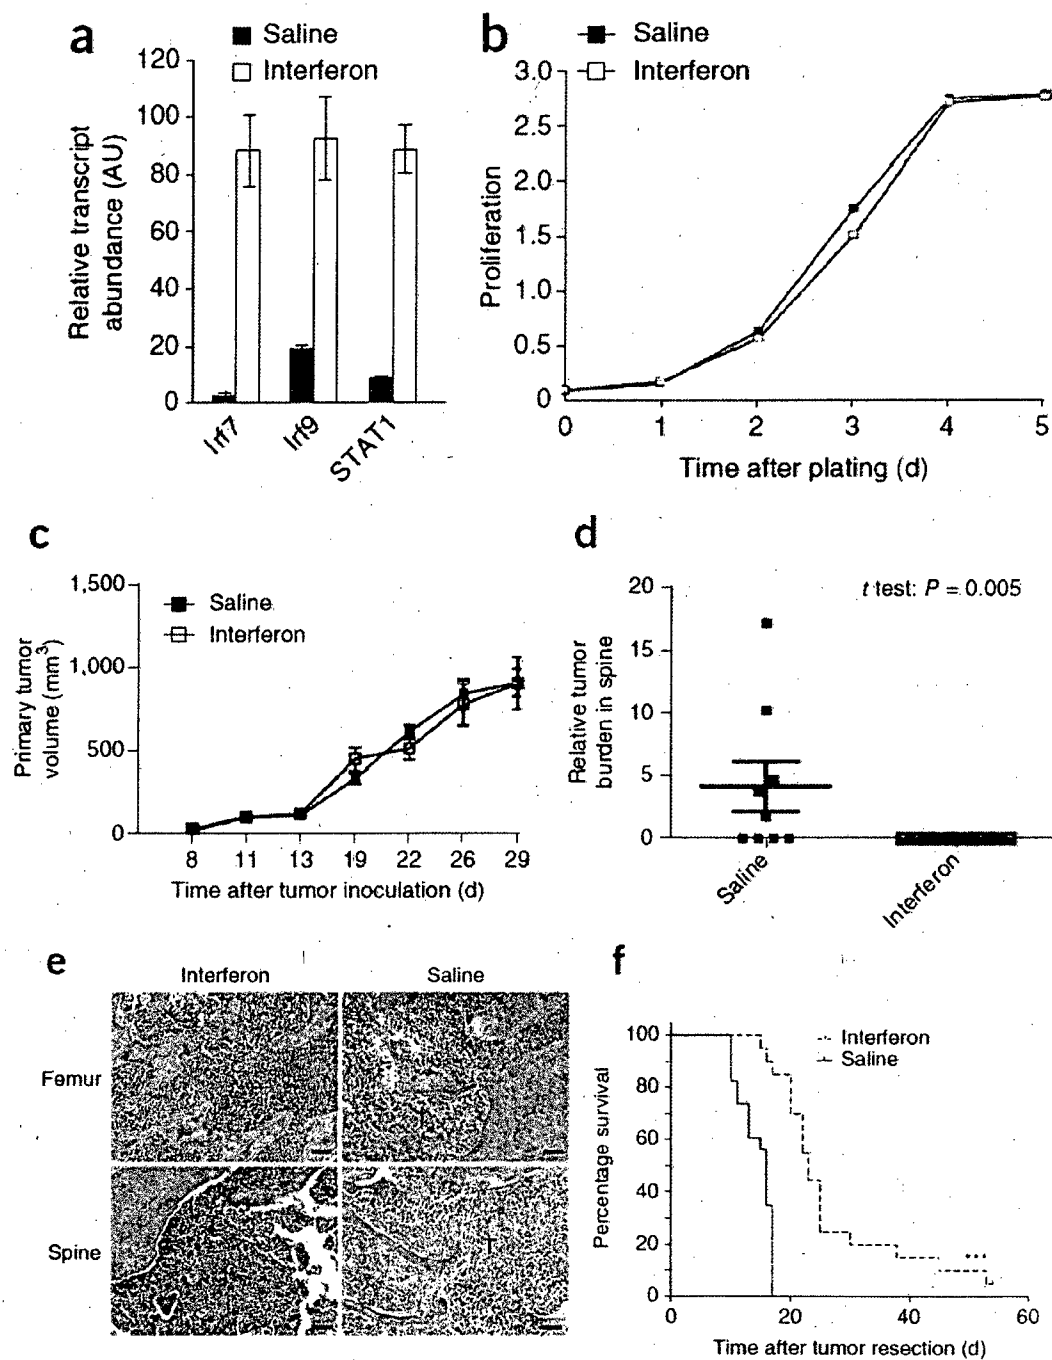 a
Saline
Interferon
120
100
80
60
40
20
0
Relative transcript
abundance (AU)
Irf7
Irf9
STAT1
b
Saline
Interferon
3.0
2.5
2.0
1.5
1.0
0.5
0
Proliferation
0 1 2 3 4 5
Time after plating (d)
c
Saline
Interferon
1,500
1,000
500
0
Primary tumor
volume (mm³)
8 11 13 19 22 26 29
Time after tumor inoculation (d)
d
t test: P = 0.005
20
15
10
5
0
Relative tumor
burden in spine
Saline
Interferon
e
Interferon
Saline
Femur
T
Spine
T
f
Interferon
Saline
100
80
60
40
20
0
Percentage survival
***
0 20 40 60
Time after tumor resection (d)